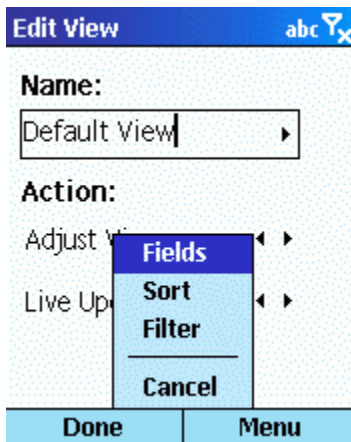 Edit View abc
Name:
Default View
Action:
Adjust
Fields
Sort
Live
Filter
Cancel
Done Menu